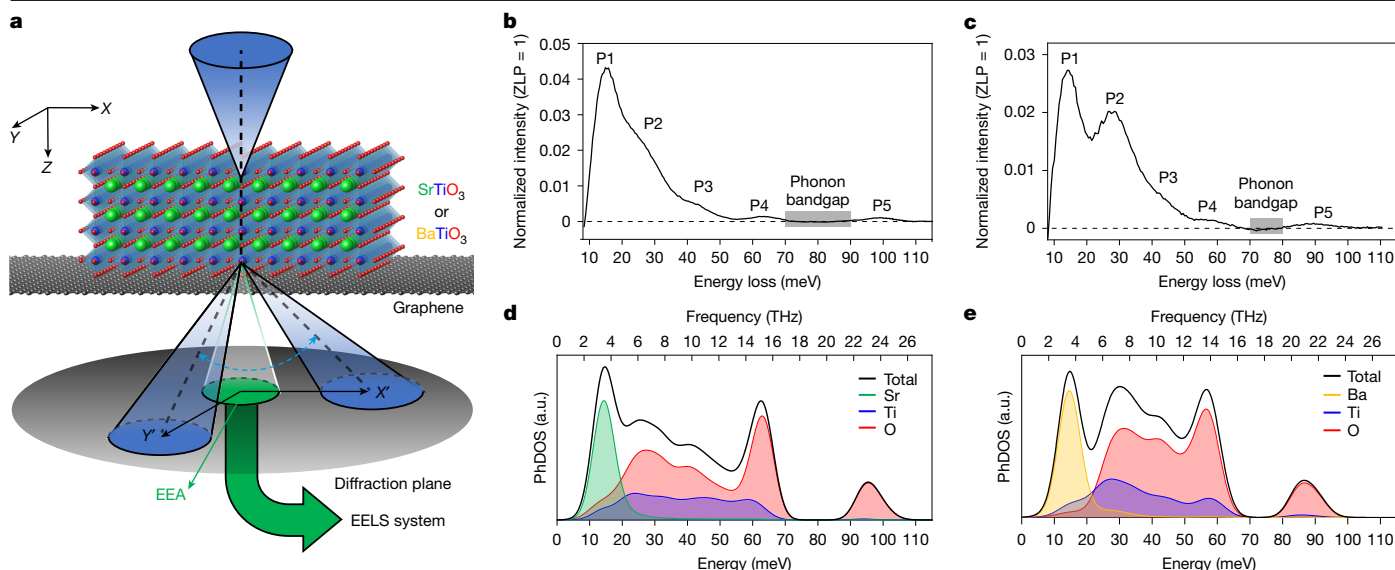 a
X
Y
Z
SrTiO3
or
BaTiO3
Graphene
X′
Y′
EEA
Diffraction plane
EELS system
b
Normalized intensity (ZLP = 1)
0.05
0.04
0.03
0.02
0.01
0
P1
P2
P3
P4
Phonon
bandgap
P5
10 20 30 40 50 60 70 80 90 100 110
Energy loss (meV)
c
Normalized intensity (ZLP = 1)
0.03
0.02
0.01
0
P1
P2
P3
P4
Phonon
bandgap
P5
10 20 30 40 50 60 70 80 90 100 110
Energy loss (meV)
d
Frequency (THz)
0 2 4 6 8 10 12 14 16 18 20 22 24 26
PhDOS (a.u.)
Total
Sr
Ti
O
0 10 20 30 40 50 60 70 80 90 100 110
Energy (meV)
e
Frequency (THz)
0 2 4 6 8 10 12 14 16 18 20 22 24 26
PhDOS (a.u.)
Total
Ba
Ti
O
0 10 20 30 40 50 60 70 80 90 100 110
Energy (meV)